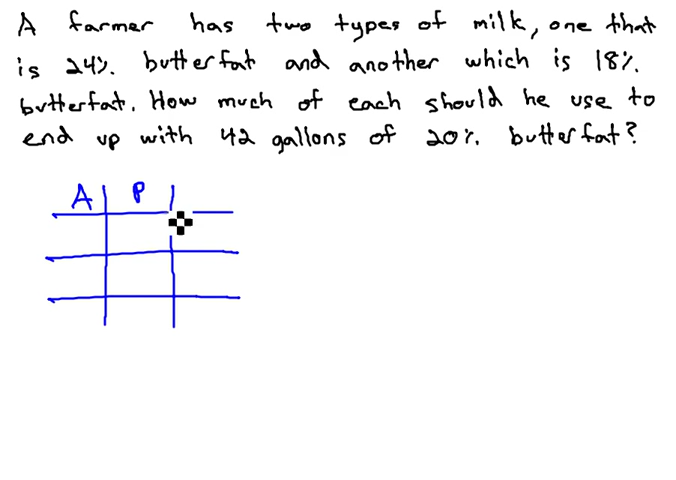 A farmer has two types of milk, one that
is 24% butterfat and another which is 18%
butterfat. How much of each should he use to
end up with 42 gallons of 20% butterfat?
A P